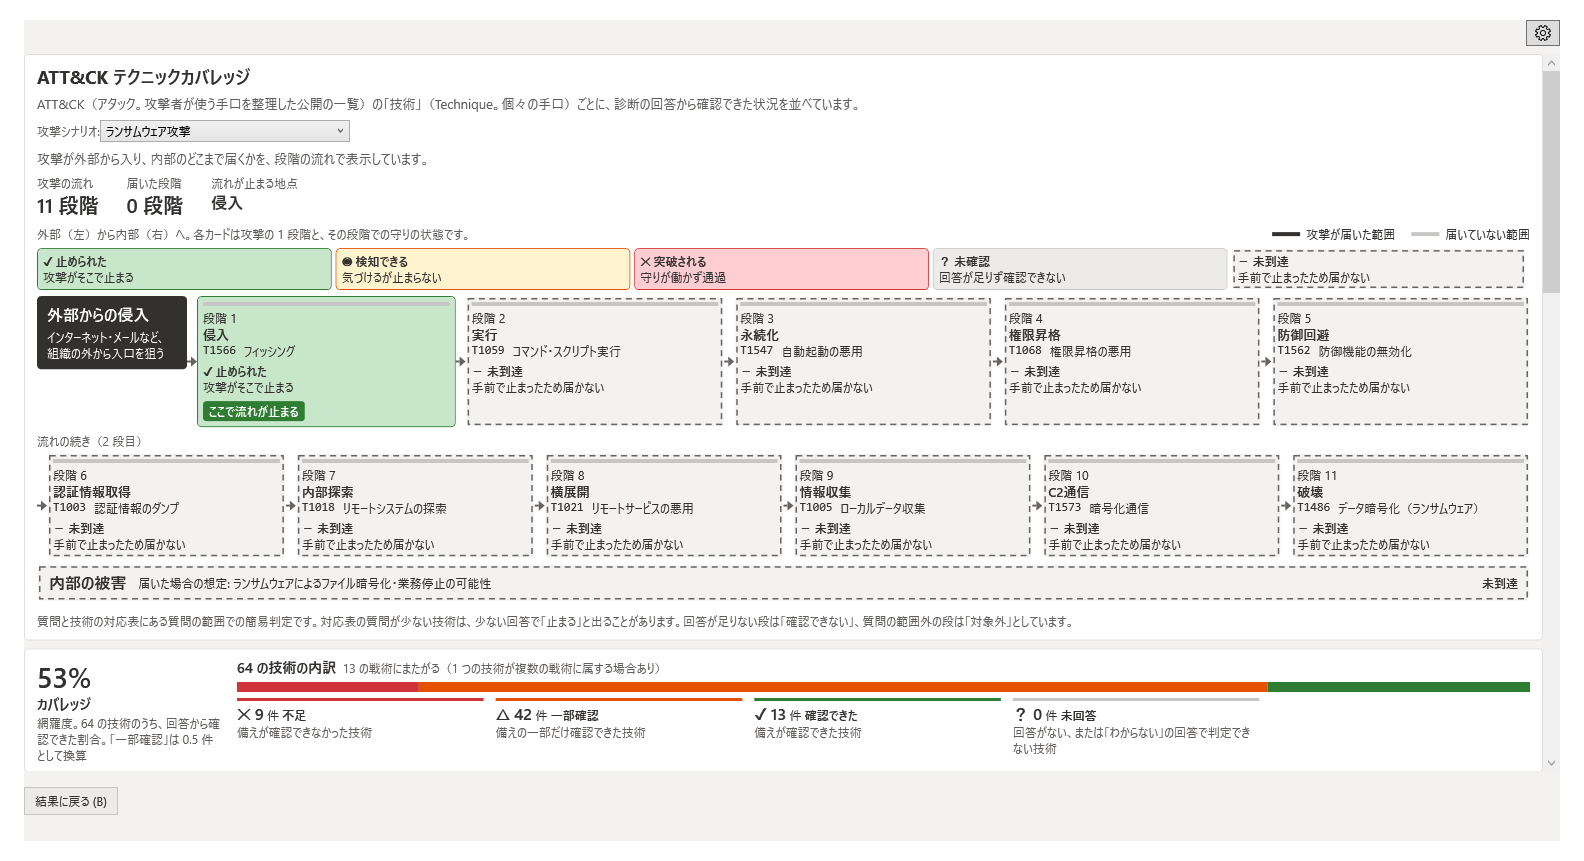 ATT&CK テクニックカバレッジ
ATT&CK（アタック。攻撃者が使う手口を整理した公開の一覧）の「技術」（Technique。個々の手口）ごとに、診断の回答から確認できた状況を並べています。
攻撃シナリオ: ランサムウェア攻撃
攻撃が外部から入り、内部のどこまで届くかを、段階の流れで表示しています。
攻撃の流れ 届いた段階 流れが止まる地点
11 段階 0 段階 侵入
外部（左）から内部（右）へ。各カードは攻撃の 1 段階と、その段階での守りの状態です。
攻撃が届いた範囲 届いていない範囲
✓ 止められた
攻撃がそこで止まる
◉ 検知できる
気づけるが止まらない
✕ 突破される
守りが働かず通過
? 未確認
回答が足りず確認できない
− 未到達
手前で止まったため届かない
外部からの侵入
インターネット・メールなど、
組織の外から入口を狙う
段階 1
侵入
T1566 フィッシング
✓ 止められた
攻撃がそこで止まる
ここで流れが止まる
段階 2
実行
T1059 コマンド・スクリプト実行
− 未到達
手前で止まったため届かない
段階 3
永続化
T1547 自動起動の悪用
− 未到達
手前で止まったため届かない
段階 4
権限昇格
T1068 権限昇格の悪用
− 未到達
手前で止まったため届かない
段階 5
防御回避
T1562 防御機能の無効化
− 未到達
手前で止まったため届かない
流れの続き（2 段目）
段階 6
認証情報取得
T1003 認証情報のダンプ
− 未到達
手前で止まったため届かない
段階 7
内部探索
T1018 リモートシステムの探索
− 未到達
手前で止まったため届かない
段階 8
横展開
T1021 リモートサービスの悪用
− 未到達
手前で止まったため届かない
段階 9
情報収集
T1005 ローカルデータ収集
− 未到達
手前で止まったため届かない
段階 10
C2通信
T1573 暗号化通信
− 未到達
手前で止まったため届かない
段階 11
破壊
T1486 データ暗号化（ランサムウェア）
− 未到達
手前で止まったため届かない
内部の被害 届いた場合の想定: ランサムウェアによるファイル暗号化・業務停止の可能性 未到達
質問と技術の対応表にある質問の範囲での簡易判定です。対応表の質問が少ない技術は、少ない回答で「止まる」と出ることがあります。回答が足りない段は「確認できない」、質問の範囲外の段は「対象外」としています。
53%
カバレッジ
網羅度。64 の技術のうち、回答から確
認できた割合。「一部確認」は 0.5 件
として換算
64 の技術の内訳 13 の戦術にまたがる（1 つの技術が複数の戦術に属する場合あり）
✕ 9 件 不足
備えが確認できなかった技術
△ 42 件 一部確認
備えの一部だけ確認できた技術
✓ 13 件 確認できた
備えが確認できた技術
? 0 件 未回答
回答がない、または「わからない」の回答で判定でき
ない技術
結果に戻る (B)